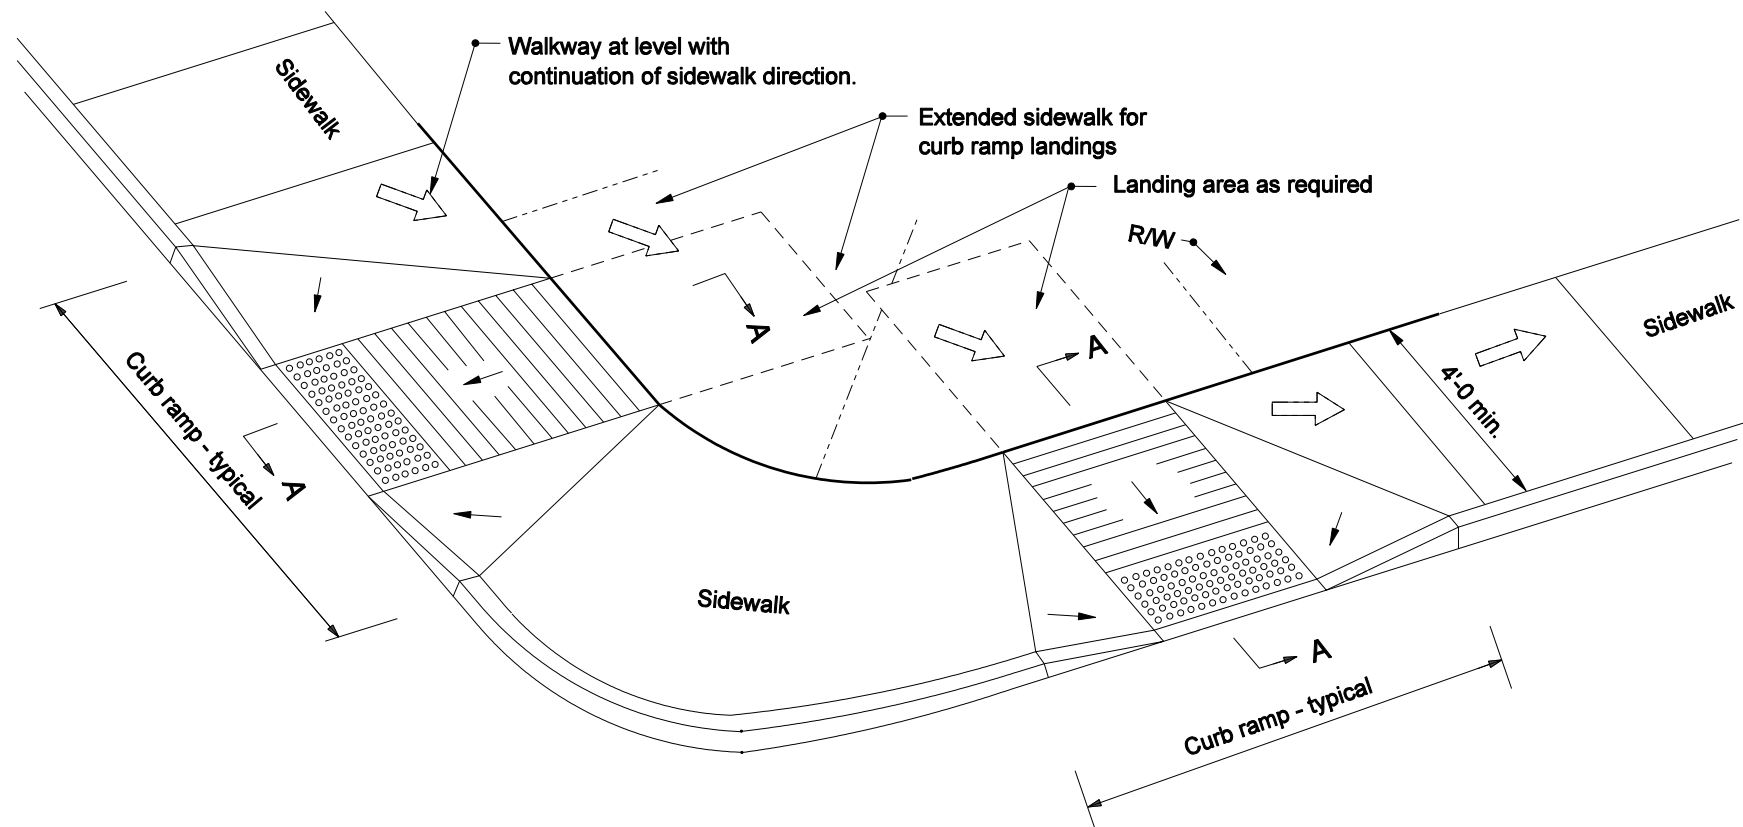 Sidewalk
Walkway at level with
continuation of sidewalk direction.
Extended sidewalk for
curb ramp landings
Landing area as required
R/W
Sidewalk
A
A
4'-0 min.
Curb ramp - typical
A
Sidewalk
A
Curb ramp - typical